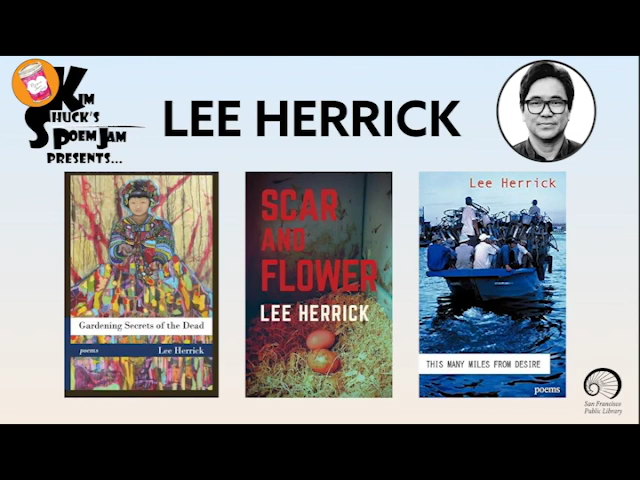 KIM
SHUCK'S
POEM JAM
PRESENTS...
LEE HERRICK
Gardening Secrets of the Dead
poems Lee Herrick
SCAR
AND
FLOWER
LEE HERRICK
Lee Herrick
THIS MANY MILES FROM DESIRE
poems
San Francisco
Public Library